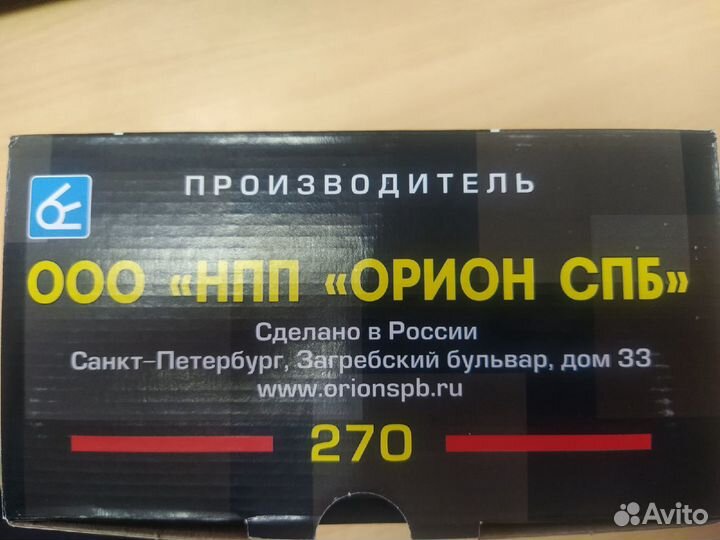 ПРОИЗВОДИТЕЛЬ
ООО «НПП «ОРИОН СПБ»
Сделано в России
Санкт-Петербург, Загребский бульвар, дом 33
www.orionspb.ru
270
Avito